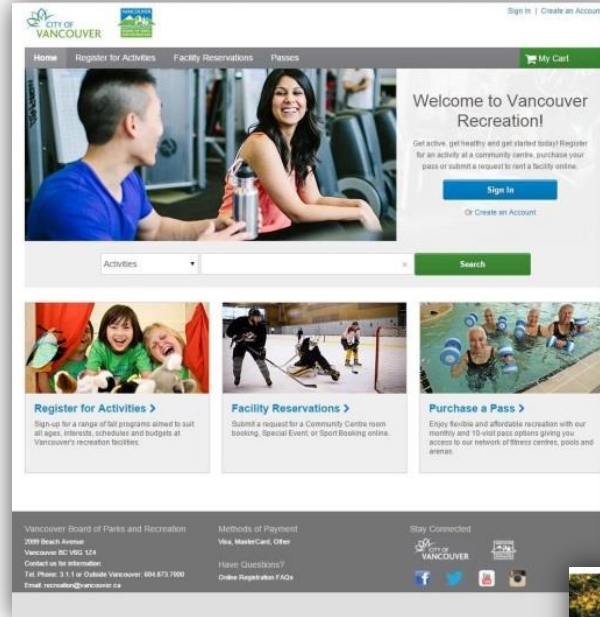 Sign In | Create an Account
CITY OF
VANCOUVER
VANCOUVER
Home Register for Activities Facility Reservations Passes My Cart
Welcome to Vancouver
Recreation!
Get active, get healthy and get started today! Register
for an activity at a community centre, purchase your
pass or submit a request to rent a facility online.
Sign In
Or Create an Account
Activities
Search
Register for Activities >
Sign-up for a range of fall programs aimed to suit
all ages, interests, schedules and budgets at
Vancouver's recreation facilities.
Facility Reservations >
Submit a request for a Community Centre room
booking, Special Event, or Sport Booking online.
Purchase a Pass >
Enjoy flexible and affordable recreation with our
monthly and 10-visit pass options giving you
access to our network of fitness centres, pools and
arenas.
Vancouver Board of Parks and Recreation
2099 Beach Avenue
Vancouver BC V6G 1Z4
Contact us for information:
Tel. Phone: 3.1.1 or Outside Vancouver: 604.873.7000
Email: recreation@vancouver.ca
Methods of Payment
Visa, MasterCard, Other
Have Questions?
Online Registration FAQs
Stay Connected
CITY OF
VANCOUVER